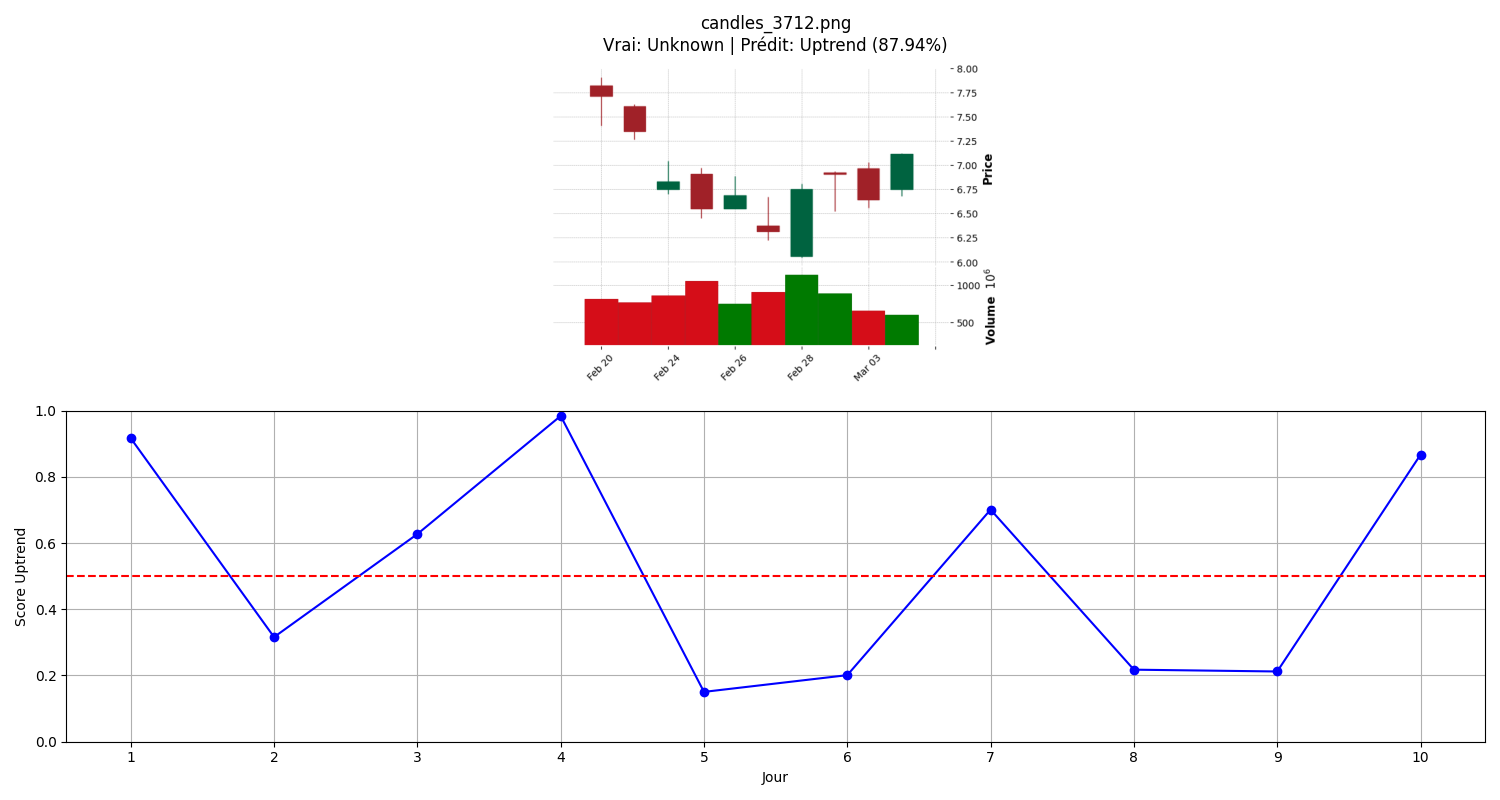 candles_3712.png
Vrai: Unknown | Prédit: Uptrend (87.94%)
8.00
7.75
7.50
7.25
7.00
6.75
6.50
6.25
6.00
Price
1000
500
Volume 10^6
Feb 20
Feb 24
Feb 26
Feb 28
Mar 03
1.0
0.8
0.6
0.4
0.2
0.0
Score Uptrend
1 2 3 4 5 6 7 8 9 10
Jour